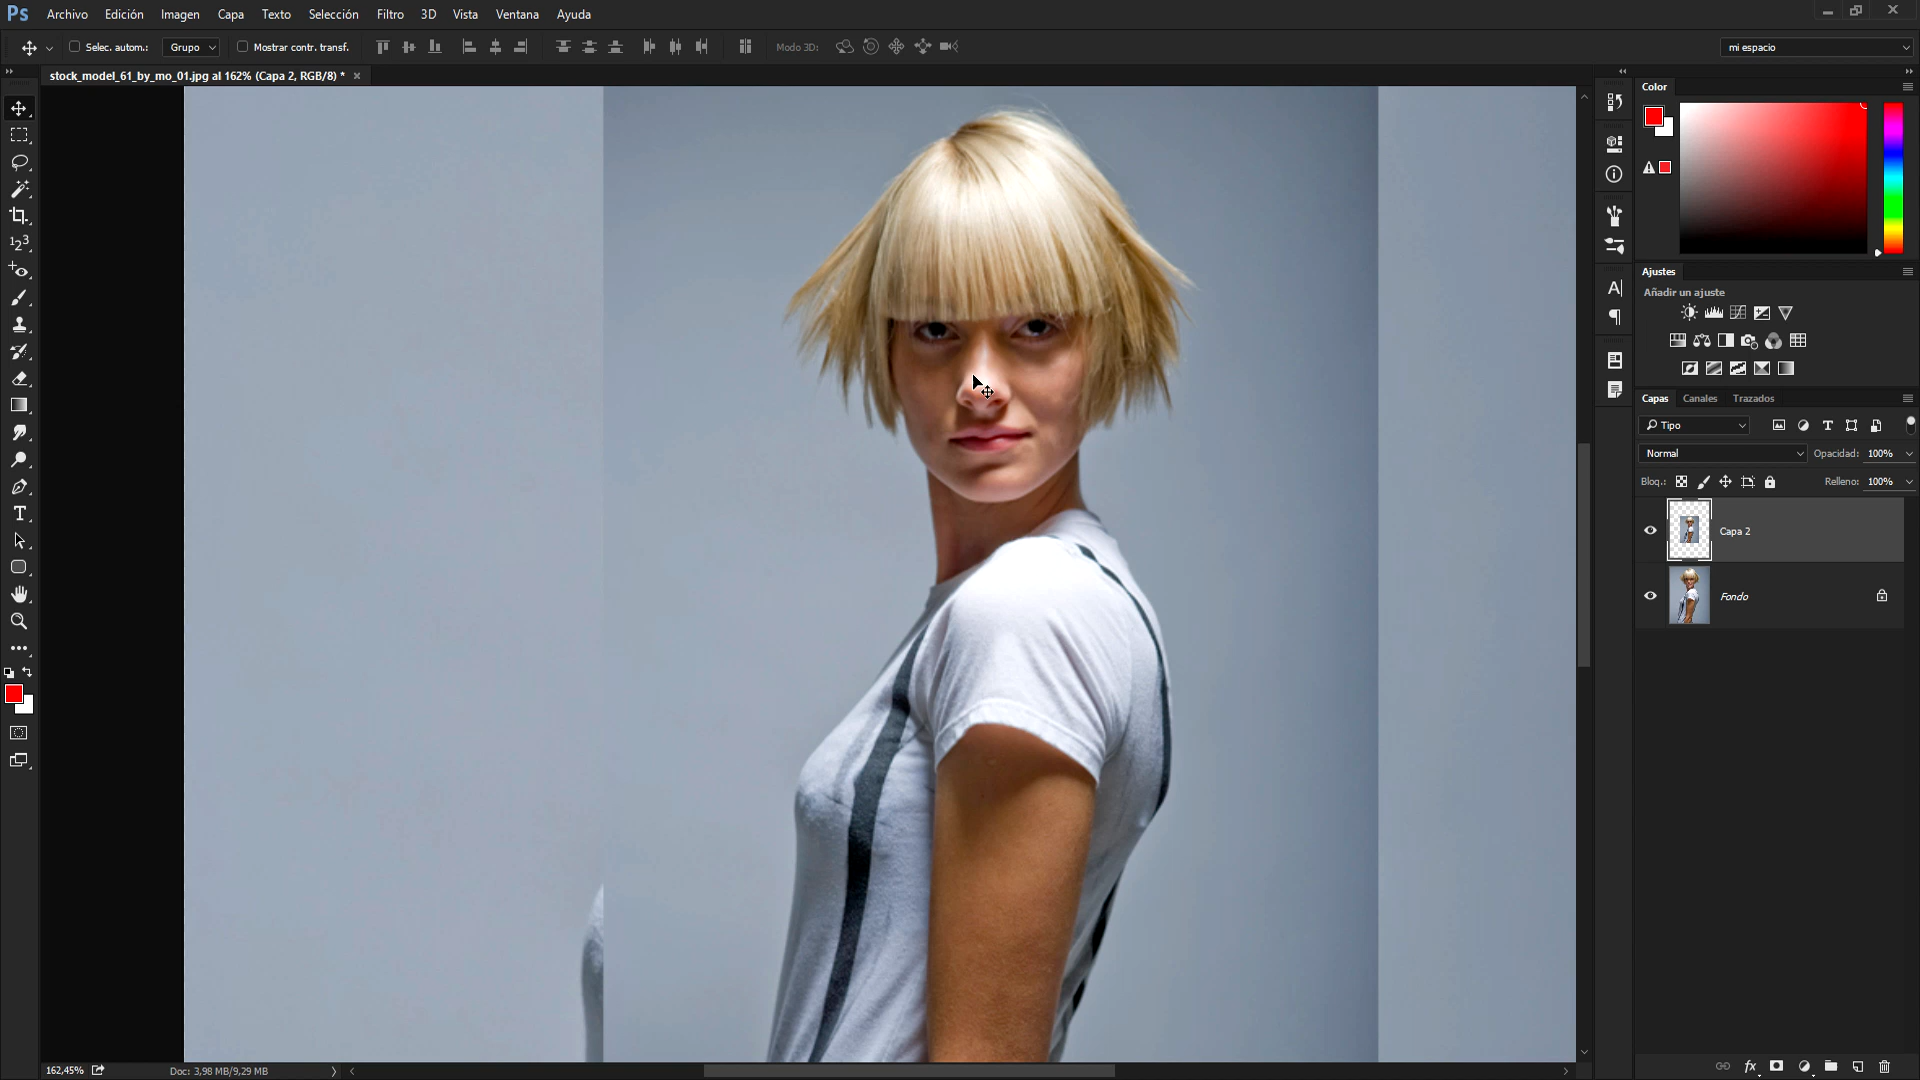 Ps Archivo Edición Imagen Capa Texto Selección Filtro 3D Vista Ventana Ayuda
Selec. autom.: Grupo Mostrar contr. transf. Modo 3D: mi espacio
stock_model_61_by_mo_01.jpg al 162% (Capa 2, RGB/8) * ×
Color
Ajustes
Añadir un ajuste
Capas Canales Trazados
Tipo
Normal Opacidad: 100%
Bloq.: Relleno: 100%
Capa 2
Fondo
162,45% Doc: 3,98 MB/9,29 MB